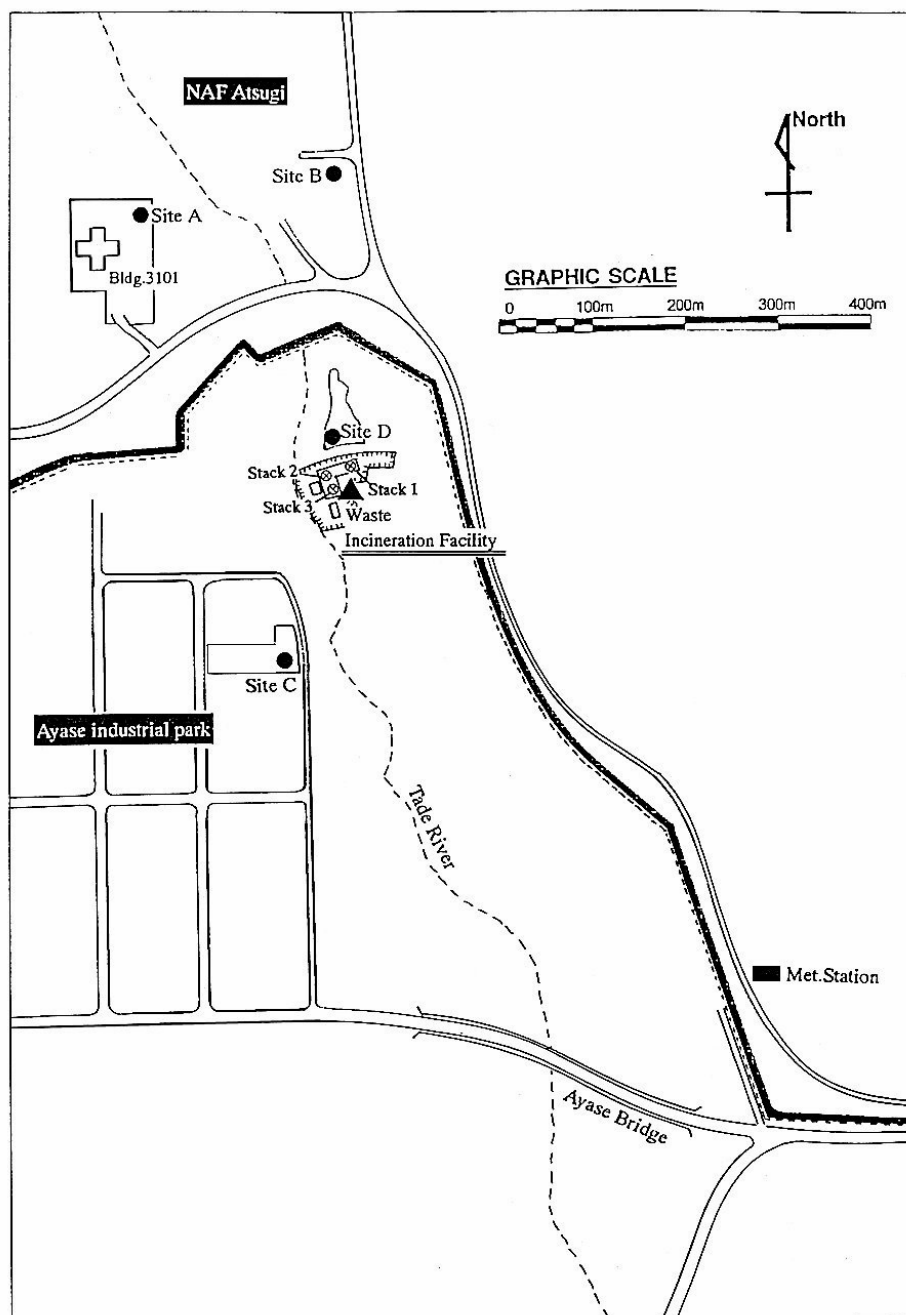 NAF Atsugi
North
Site B
Site A
Bldg.3101
GRAPHIC SCALE
0 100m 200m 300m 400m
Site D
Stack 2
Stack 1
Stack 3
Waste
Incineration Facility
Site C
Ayase industrial park
Tade River
Met.Station
Ayase Bridge